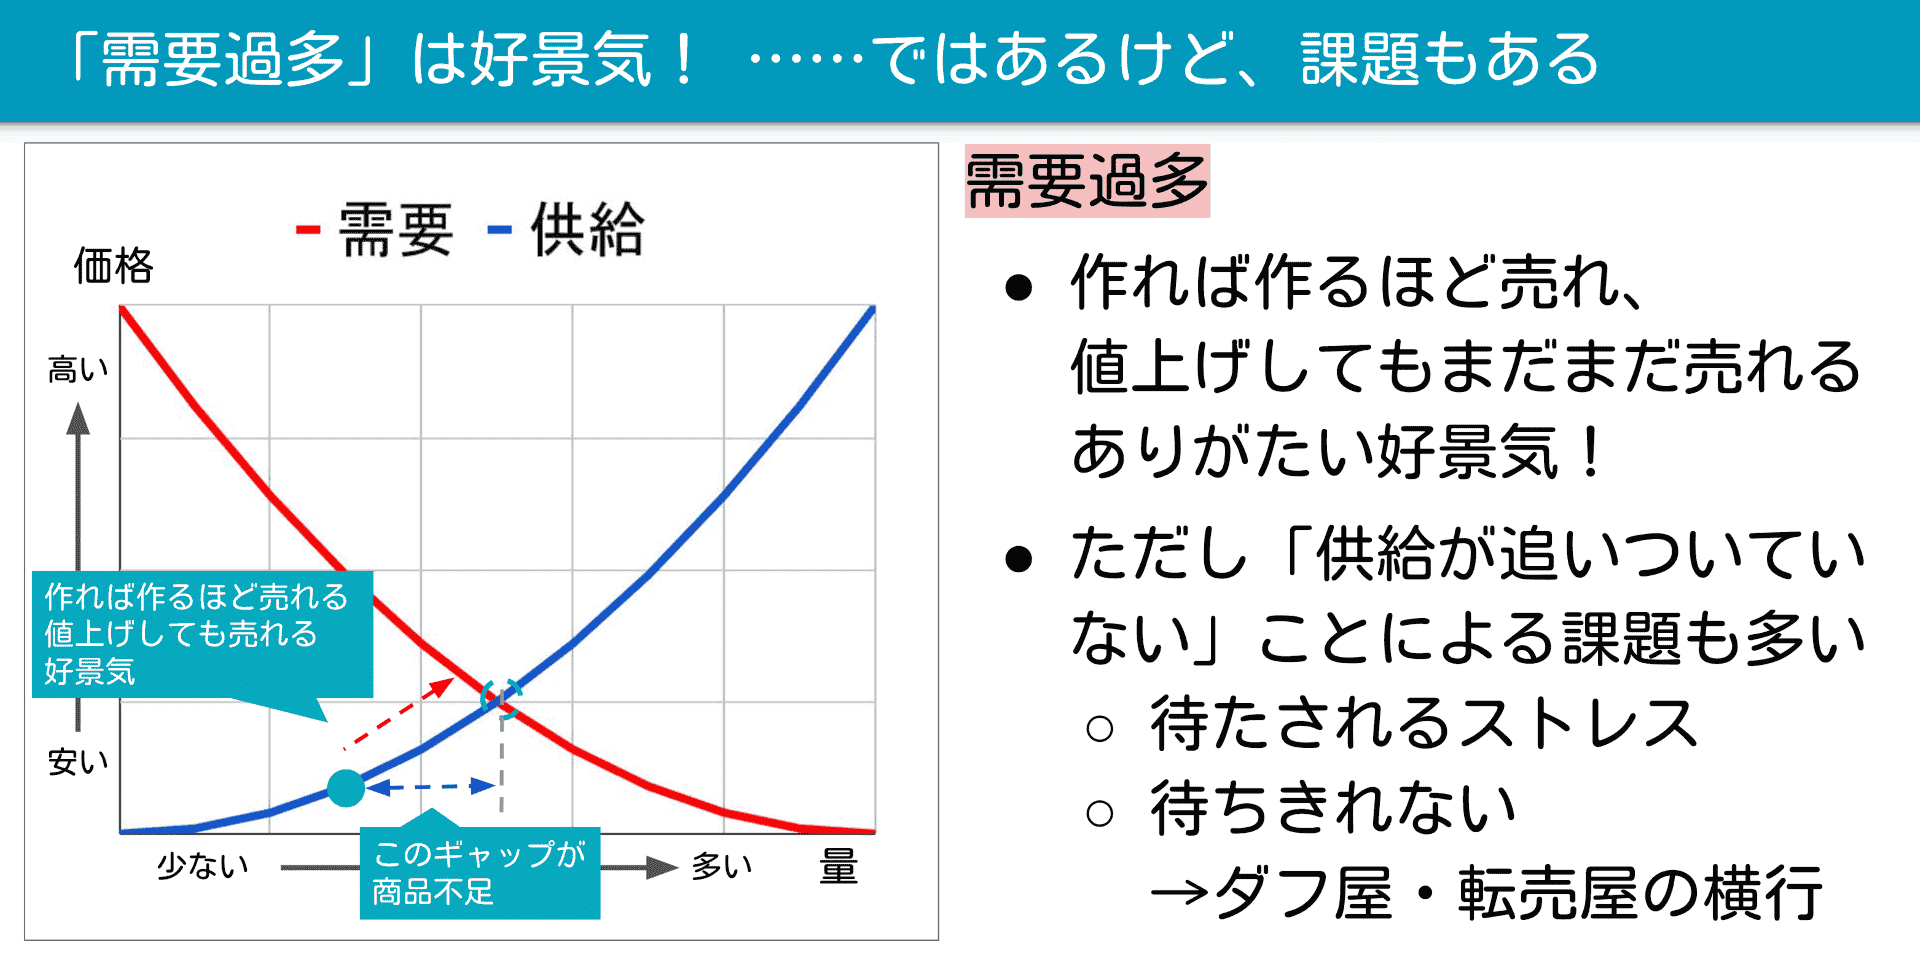 「需要過多」は好景気！ ……ではあるけど、課題もある
需要 供給
価格
高い
安い
作れば作るほど売れる
値上げしても売れる
好景気
このギャップが
商品不足
少ない
多い
量
需要過多
● 作れば作るほど売れ、
値上げしてもまだまだ売れる
ありがたい好景気！
● ただし「供給が追いついてい
ない」ことによる課題も多い
○ 待たされるストレス
○ 待ちきれない
→ダフ屋・転売屋の横行